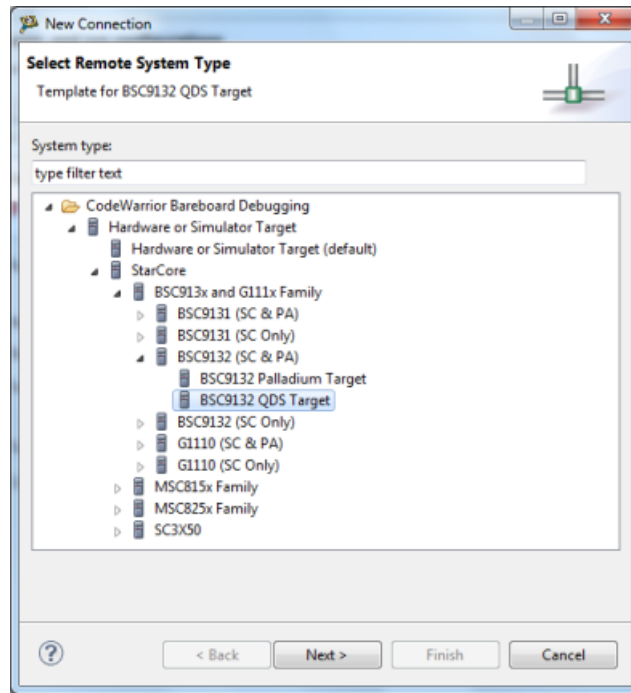 New Connection
Select Remote System Type
Template for BSC9132 QDS Target
System type:
type filter text
CodeWarrior Bareboard Debugging
Hardware or Simulator Target
Hardware or Simulator Target (default)
StarCore
BSC913x and G111x Family
BSC9131 (SC & PA)
BSC9131 (SC Only)
BSC9132 (SC & PA)
BSC9132 Palladium Target
BSC9132 QDS Target
BSC9132 (SC Only)
G1110 (SC & PA)
G1110 (SC Only)
MSC815x Family
MSC825x Family
SC3X50
? < Back Next > Finish Cancel